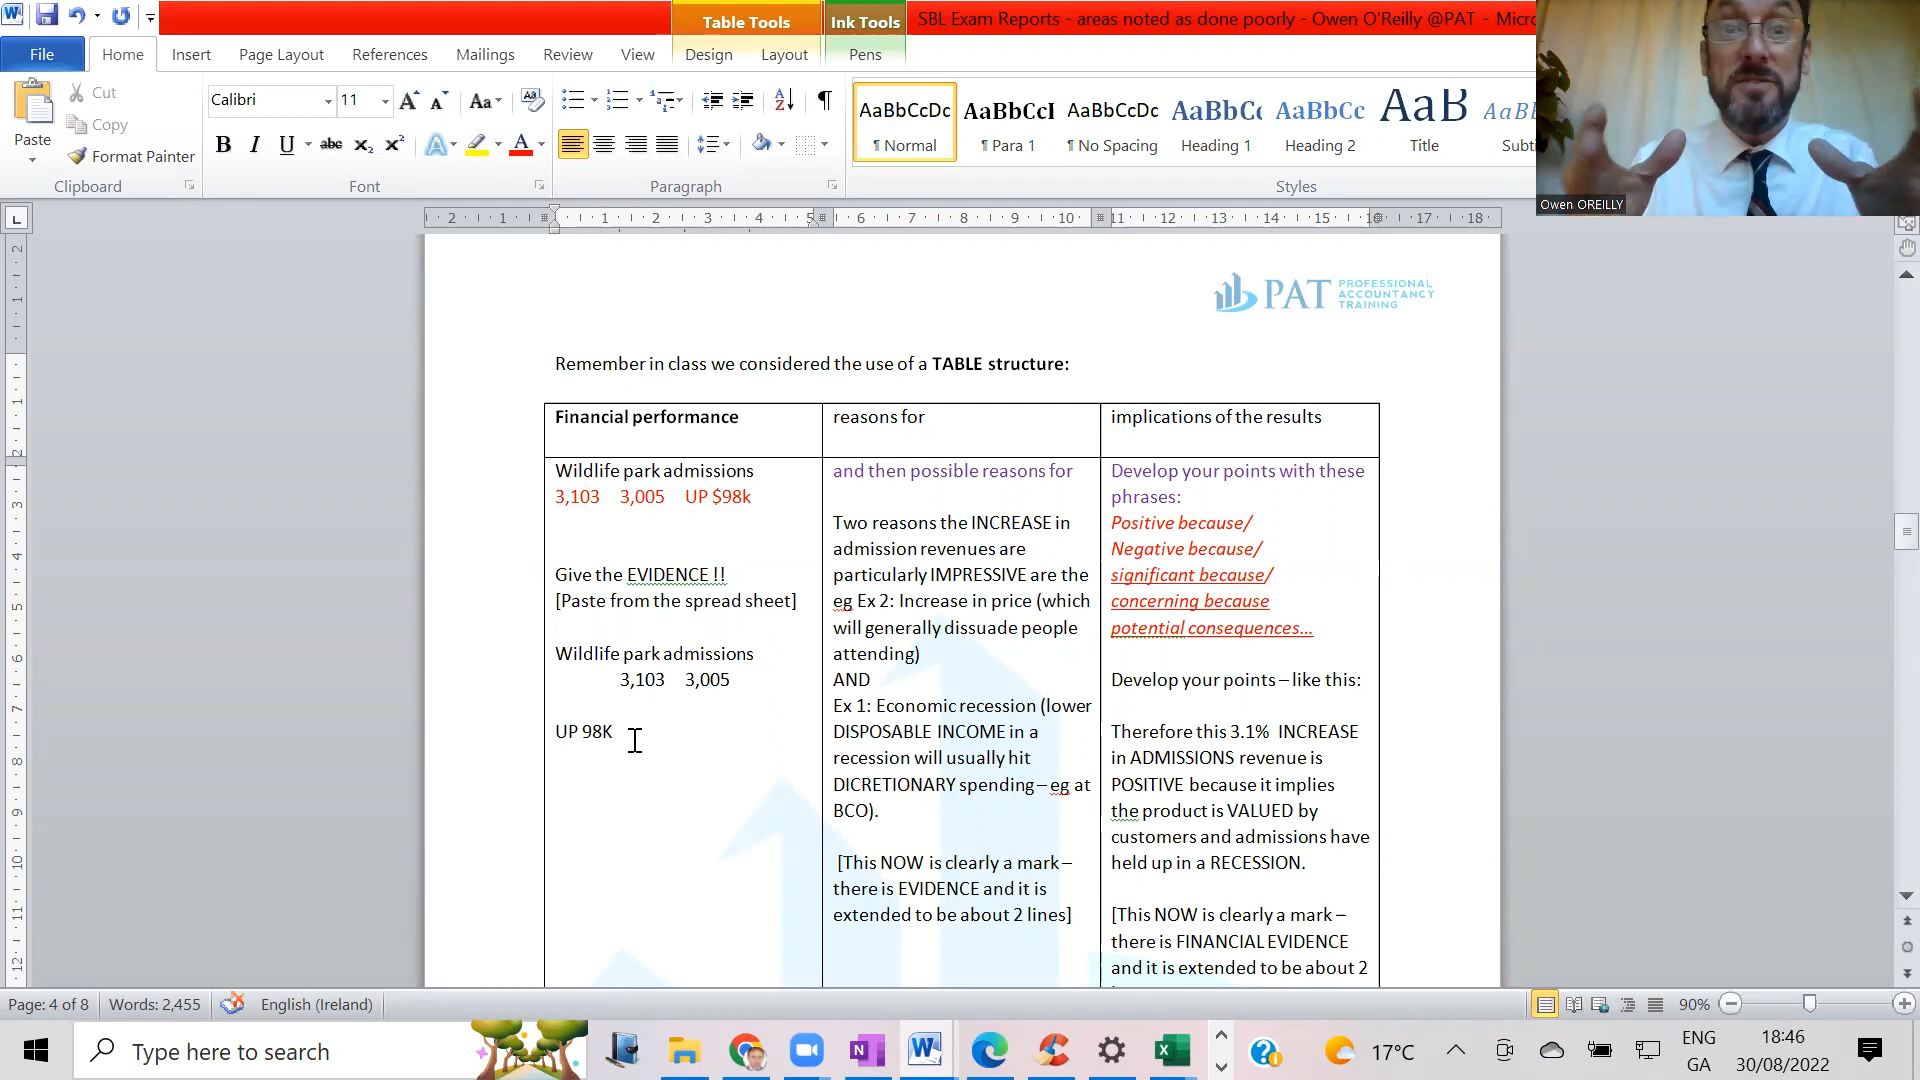 Table Tools
Ink Tools
SBL Exam Reports - areas noted as done poorly - Owen O'Reilly @PAT - Micro
File
Home
Insert
Page Layout
References
Mailings
Review
View
Design
Layout
Pens
Paste
Cut
Copy
Format Painter
Clipboard
Calibri
11
Font
Paragraph
AaBbCcDc
¶ Normal
AaBbCcI
¶ Para 1
AaBbCcDc
¶ No Spacing
AaBbC
Heading 1
AaBbCc
Heading 2
AaB
Title
AaB
Subti
Styles
Owen OREILLY
PAT PROFESSIONAL
ACCOUNTANCY
TRAINING
Remember in class we considered the use of a TABLE structure:
Financial performance
reasons for
implications of the results
Wildlife park admissions
3,103 3,005 UP $98k
Give the EVIDENCE !!
[Paste from the spread sheet]
Wildlife park admissions
3,103 3,005
UP 98K
and then possible reasons for
Two reasons the INCREASE in
admission revenues are
particularly IMPRESSIVE are the
eg Ex 2: Increase in price (which
will generally dissuade people
attending)
AND
Ex 1: Economic recession (lower
DISPOSABLE INCOME in a
recession will usually hit
DICRETIONARY spending – eg at
BCO).
[This NOW is clearly a mark –
there is EVIDENCE and it is
extended to be about 2 lines]
Develop your points with these
phrases:
Positive because/
Negative because/
significant because/
concerning because
potential consequences...
Develop your points – like this:
Therefore this 3.1% INCREASE
in ADMISSIONS revenue is
POSITIVE because it implies
the product is VALUED by
customers and admissions have
held up in a RECESSION.
[This NOW is clearly a mark –
there is FINANCIAL EVIDENCE
and it is extended to be about 2
Page: 4 of 8
Words: 2,455
English (Ireland)
90%
Type here to search
17°C
ENG
GA
18:46
30/08/2022